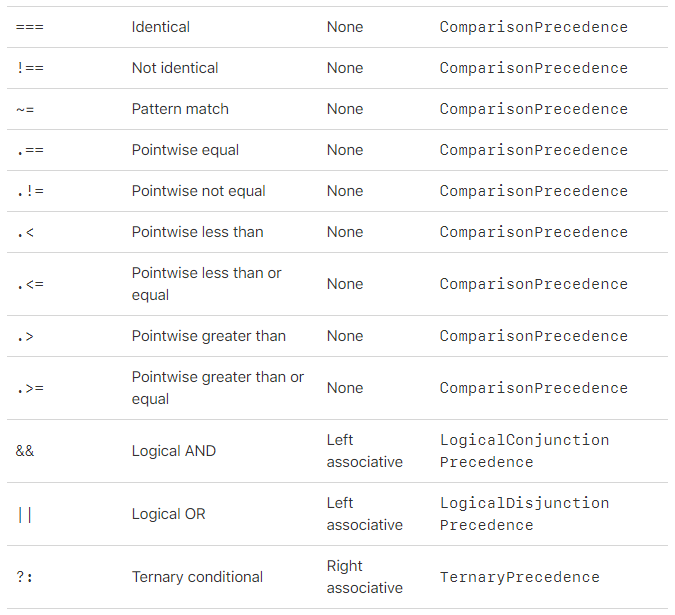 === Identical None ComparisonPrecedence
!== Not identical None ComparisonPrecedence
~= Pattern match None ComparisonPrecedence
.== Pointwise equal None ComparisonPrecedence
.!= Pointwise not equal None ComparisonPrecedence
.< Pointwise less than None ComparisonPrecedence
.<= Pointwise less than or
equal None ComparisonPrecedence
.> Pointwise greater than None ComparisonPrecedence
.>= Pointwise greater than or
equal None ComparisonPrecedence
&& Logical AND Left
associative LogicalConjunction
Precedence
|| Logical OR Left
associative LogicalDisjunction
Precedence
?: Ternary conditional Right
associative TernaryPrecedence